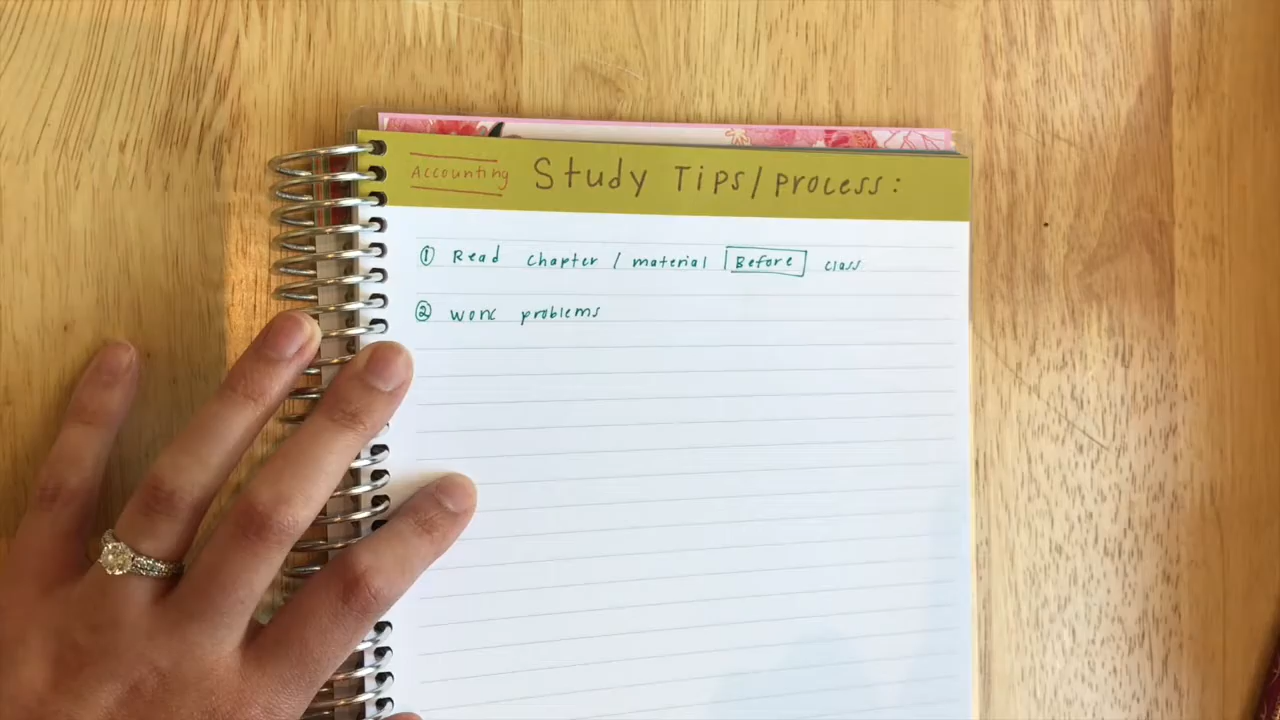 Accounting Study Tips/process:
① Read chapter / material Before class
② work problems